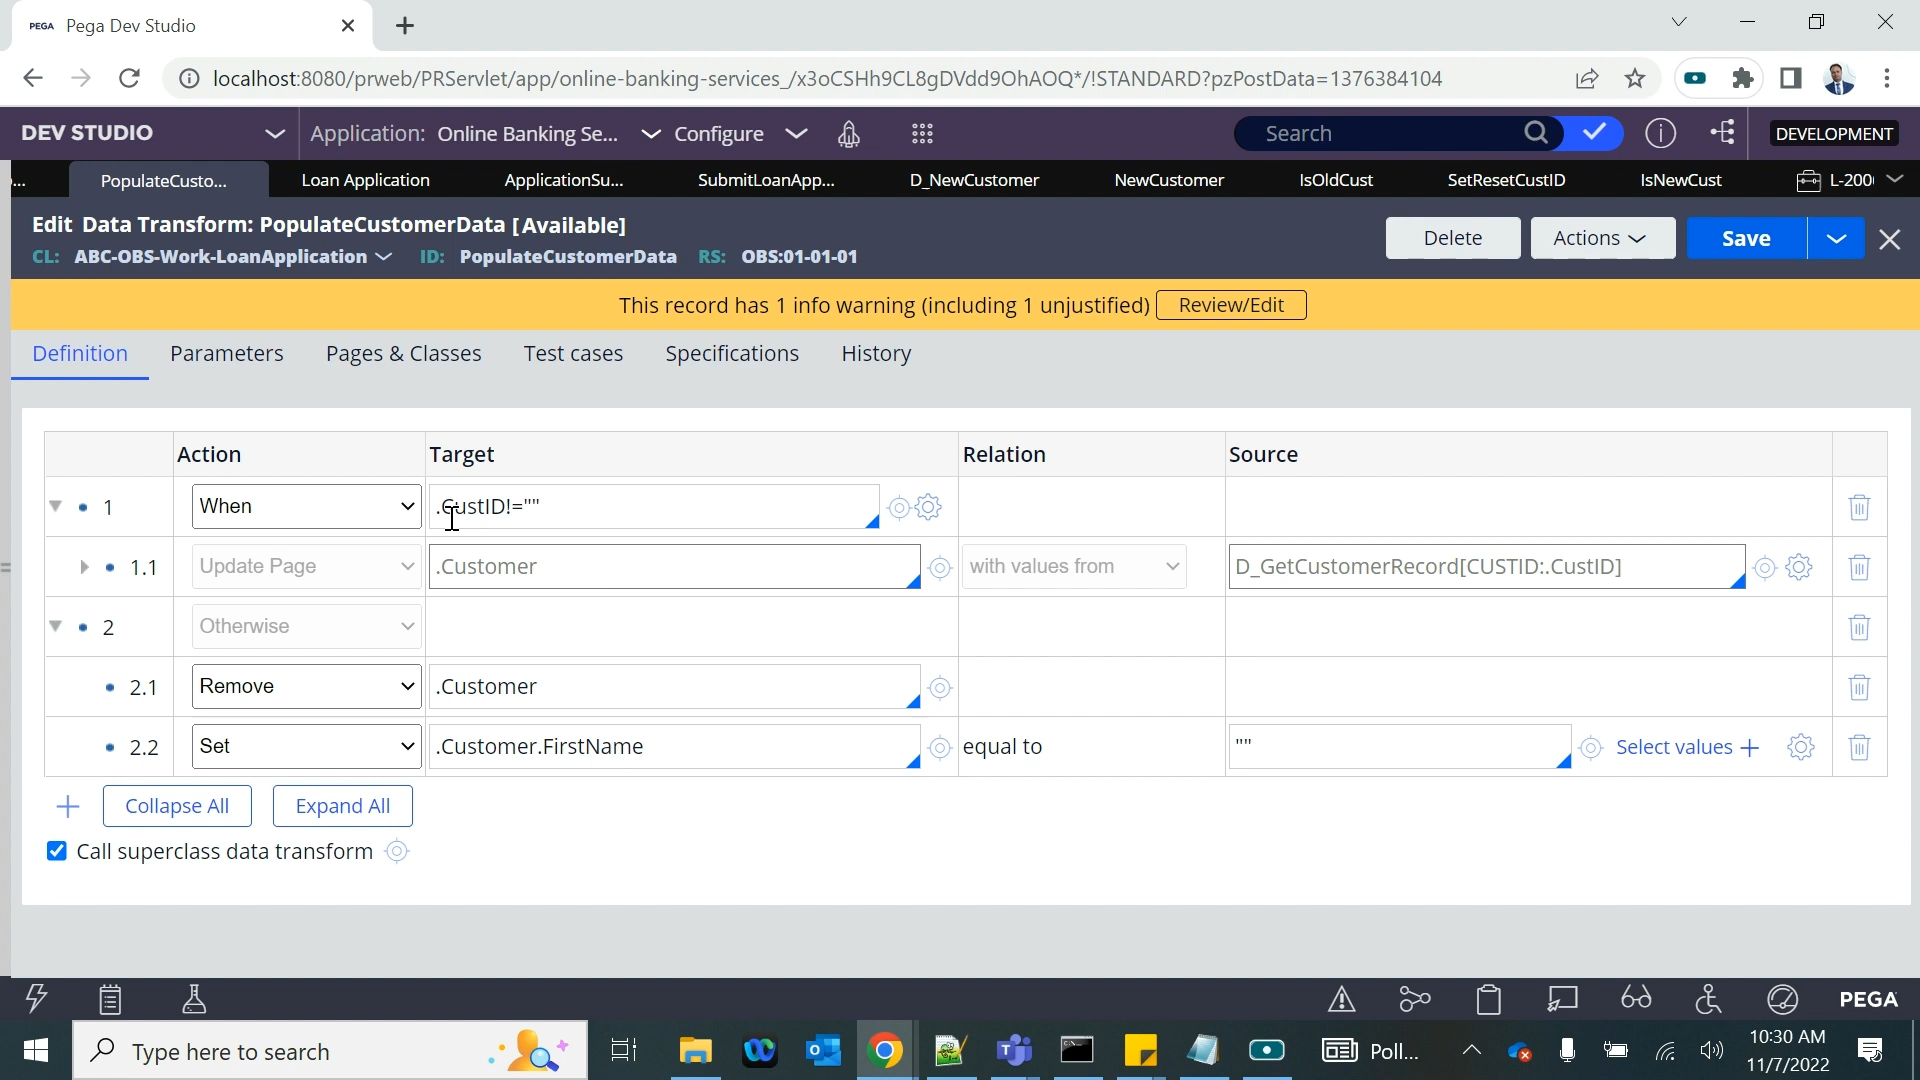 PEGA Pega Dev Studio
localhost:8080/prweb/PRServlet/app/online-banking-services_/x3oCSHh9CL8gDVdd9OhAOQ*/!STANDARD?pzPostData=1376384104
DEV STUDIO Application: Online Banking Se... Configure Search DEVELOPMENT
... PopulateCusto... Loan Application ApplicationSu... SubmitLoanApp... D_NewCustomer NewCustomer IsOldCust SetResetCustID IsNewCust L-200
Edit Data Transform: PopulateCustomerData [Available]
CL: ABC-OBS-Work-LoanApplication ID: PopulateCustomerData RS: OBS:01-01-01
Delete Actions Save
This record has 1 info warning (including 1 unjustified) Review/Edit
Definition Parameters Pages & Classes Test cases Specifications History
Action Target Relation Source
1 When .CustID!=""
1.1 Update Page .Customer with values from D_GetCustomerRecord[CUSTID:.CustID]
2 Otherwise
2.1 Remove .Customer
2.2 Set .Customer.FirstName equal to "" Select values
Collapse All Expand All
Call superclass data transform
PEGA
Type here to search Poll... 10:30 AM
11/7/2022